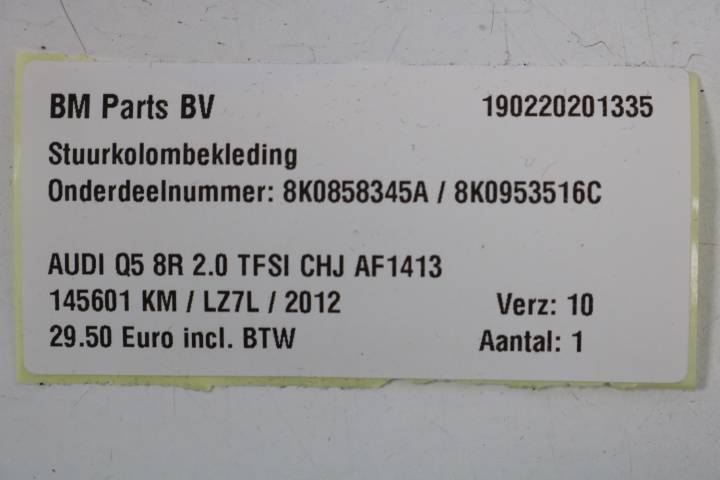 BM Parts BV 190220201335
Stuurkolombekleding
Onderdeelnummer: 8K0858345A / 8K0953516C
AUDI Q5 8R 2.0 TFSI CHJ AF1413
145601 KM / LZ7L / 2012 Verz: 10
29.50 Euro incl. BTW Aantal: 1